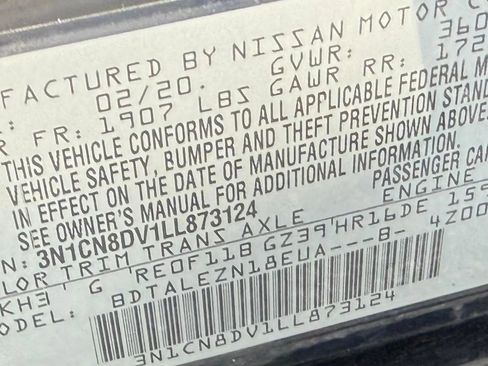 FACTURED BY NISSAN MOTOR C
02/20. GVWR: 360
FR: 1907 LBS GAWR RR: 172
THIS VEHICLE CONFORMS TO ALL APPLICABLE FEDERAL M
VEHICLE SAFETY, BUMPER AND THEFT PREVENTION STAND
IN EFFECT ON THE DATE OF MANUFACTURE SHOWN ABOVE.
SEE OWNER'S MANUAL FOR ADDITIONAL INFORMATION.
N: 3N1CN8DV1LL873124 PASSENGER CAR
LOR TRIM TRANS AXLE ENGINE
KH3 G RE0F11B GZ39 HR16DE 159
ODEL: BDTALEZN18EUA---B- 4Z00
3N1CN8DV1LL873124